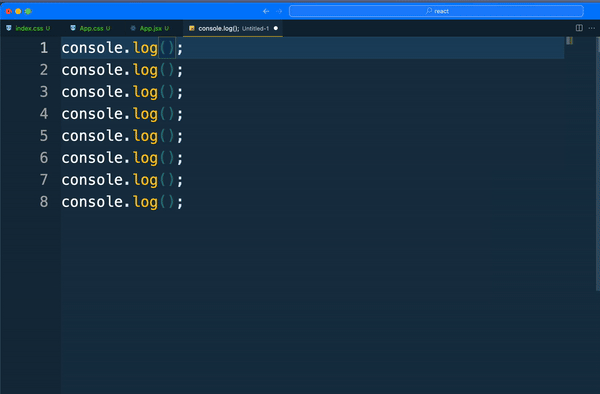 react
index.css U
App.css U
App.jsx U
console.log(); Untitled-1
1 console.log();
2 console.log();
3 console.log();
4 console.log();
5 console.log();
6 console.log();
7 console.log();
8 console.log();